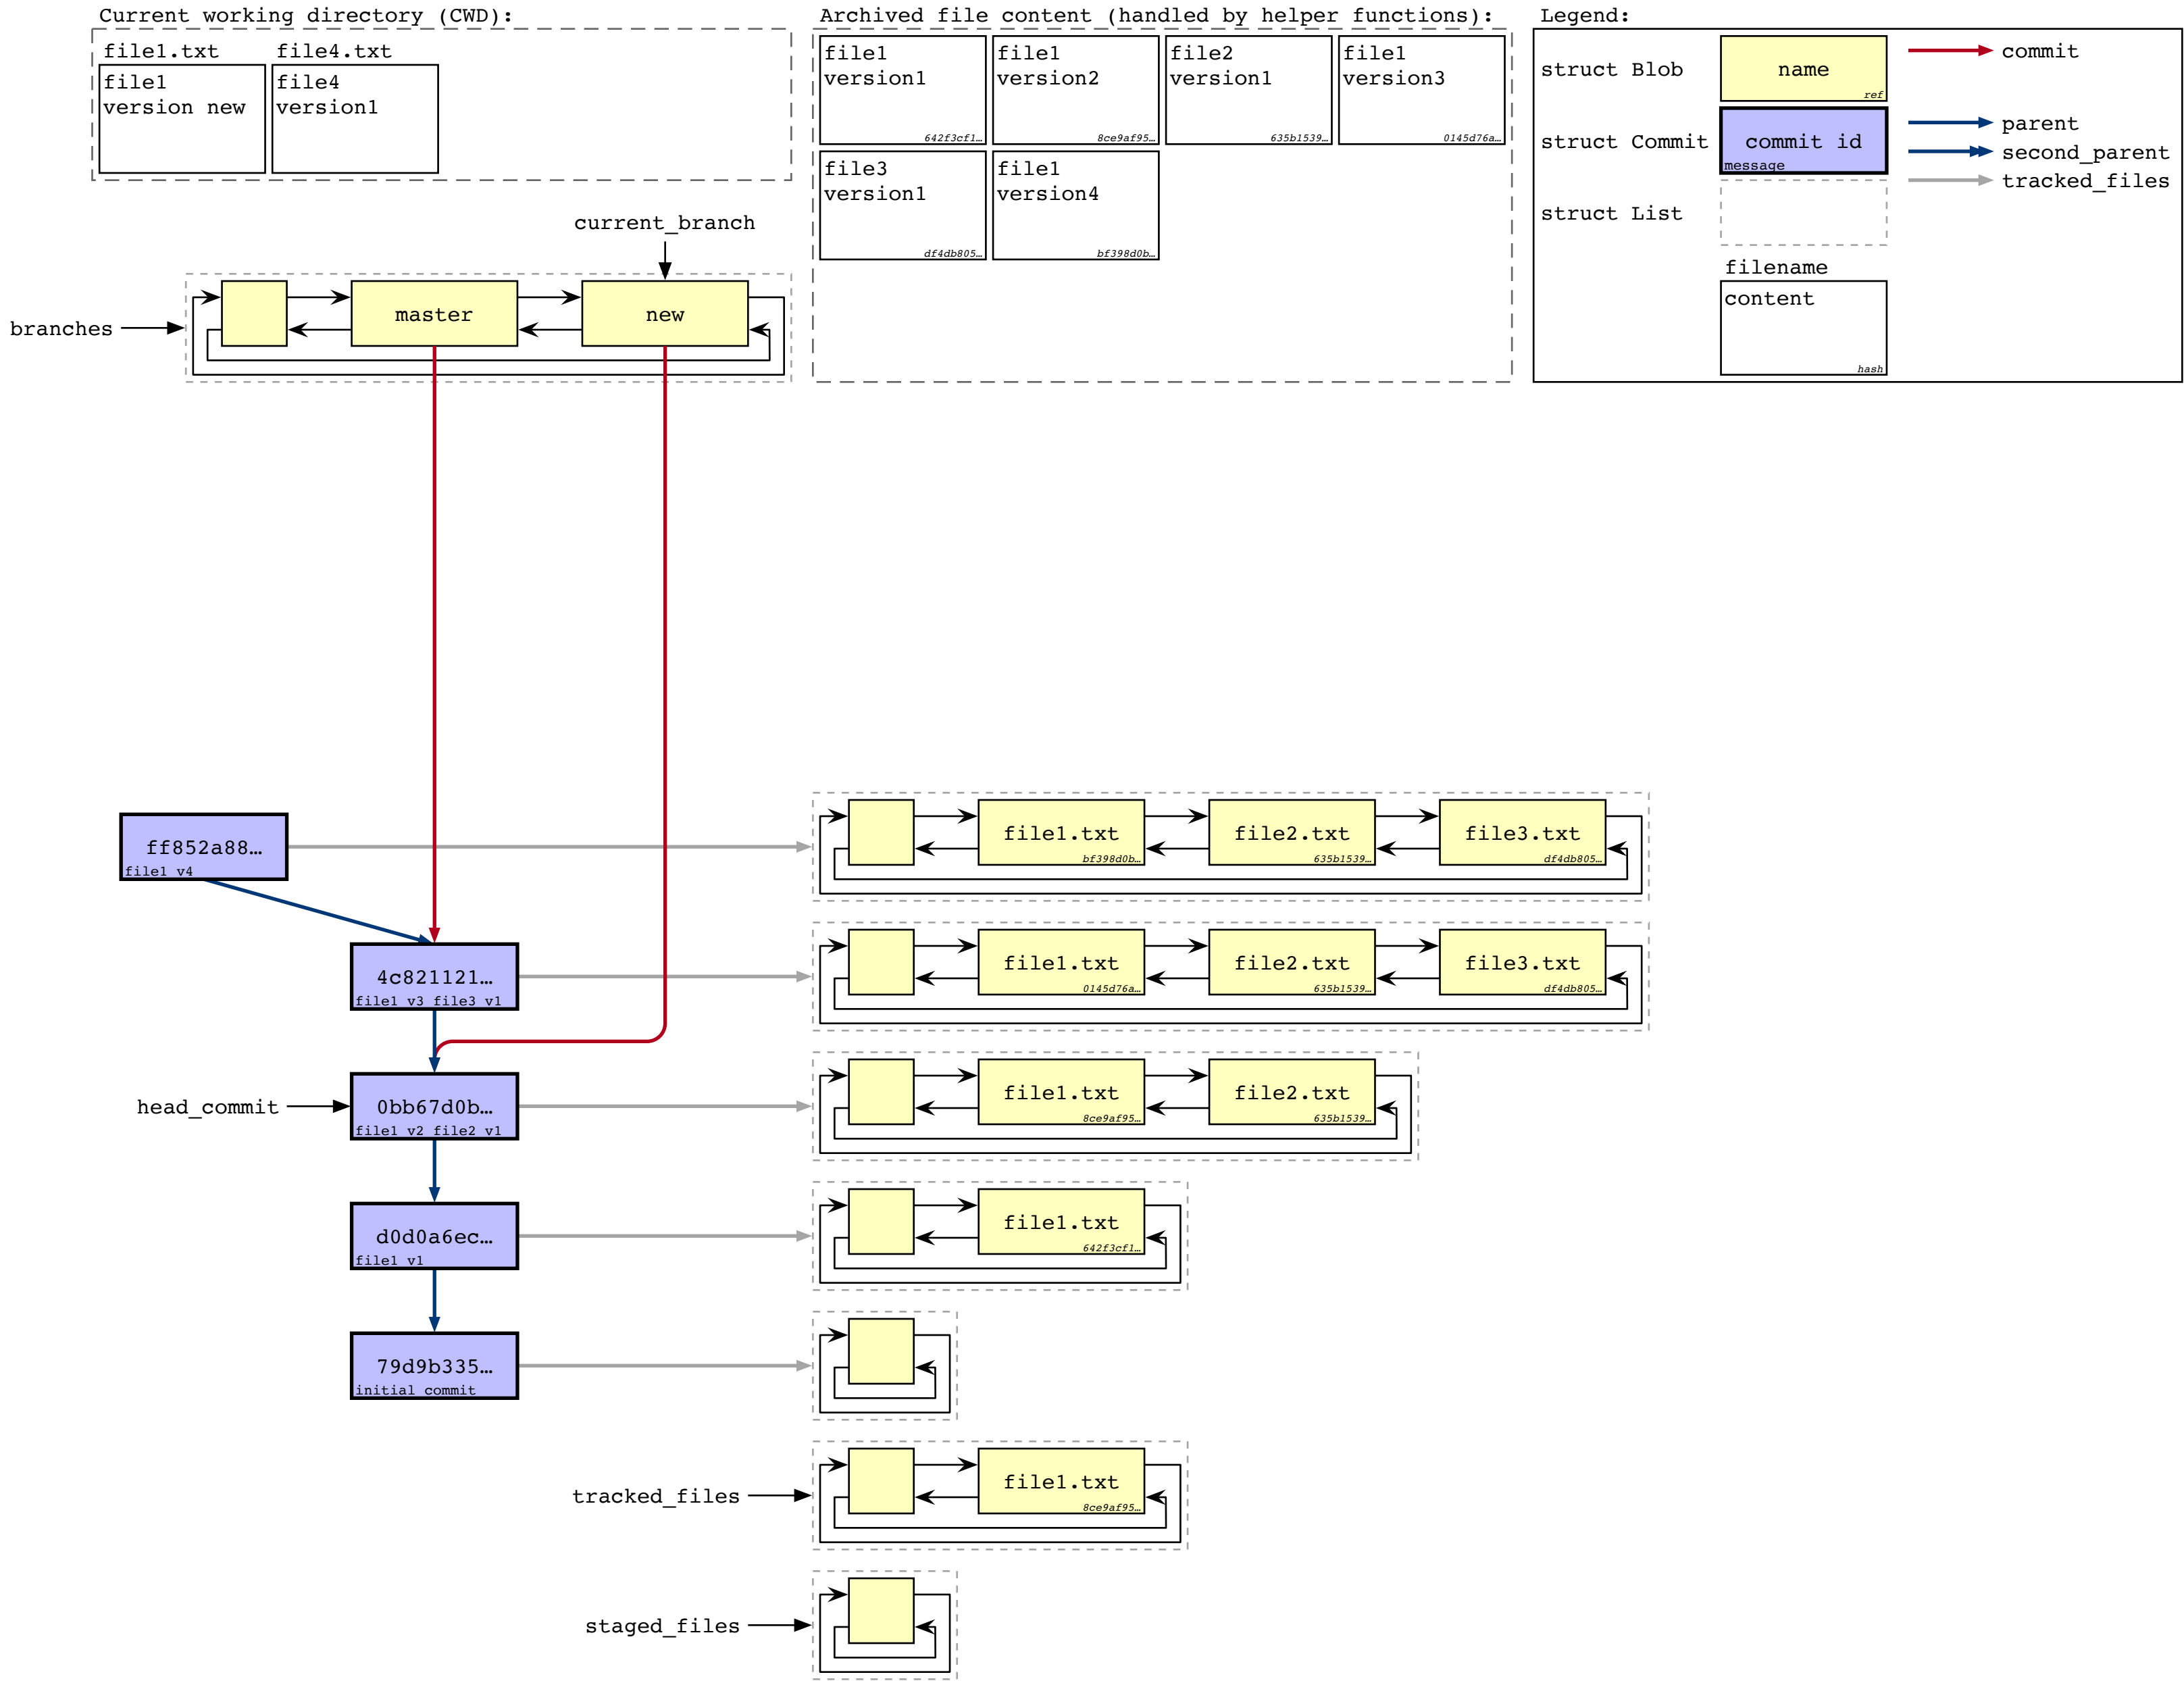 Current working directory (CWD):
file1.txt
file4.txt
file1
version new
file4
version1
Archived file content (handled by helper functions):
file1
version1
642f3cf1…
file1
version2
8ce9af95…
file2
version1
635b1539…
file1
version3
0145d76a…
file3
version1
df4db805…
file1
version4
bf398d0b…
Legend:
struct Blob
name
ref
commit
struct Commit
commit id
message
parent
second_parent
tracked_files
struct List
filename
content
hash
current_branch
branches
master
new
ff852a88…
file1 v4
file1.txt
bf398d0b…
file2.txt
635b1539…
file3.txt
df4db805…
4c821121…
file1 v3 file3 v1
file1.txt
0145d76a…
file2.txt
635b1539…
file3.txt
df4db805…
head_commit
0bb67d0b…
file1 v2 file2 v1
file1.txt
8ce9af95…
file2.txt
635b1539…
d0d0a6ec…
file1 v1
file1.txt
642f3cf1…
79d9b335…
initial commit
tracked_files
file1.txt
8ce9af95…
staged_files